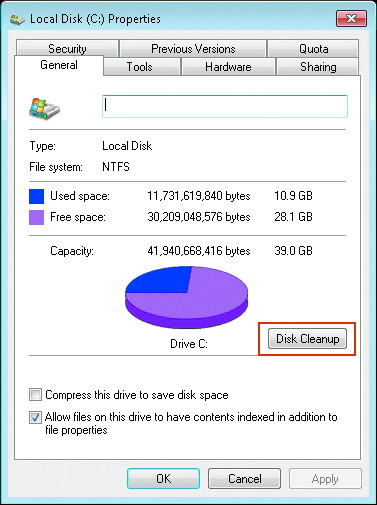 Local Disk (C:) Properties
Security Previous Versions Quota
General Tools Hardware Sharing
Type: Local Disk
File system: NTFS
Used space: 11,731,619,840 bytes 10.9 GB
Free space: 30,209,048,576 bytes 28.1 GB
Capacity: 41,940,668,416 bytes 39.0 GB
Drive C:
Disk Cleanup
Compress this drive to save disk space
Allow files on this drive to have contents indexed in addition to
file properties
OK Cancel Apply